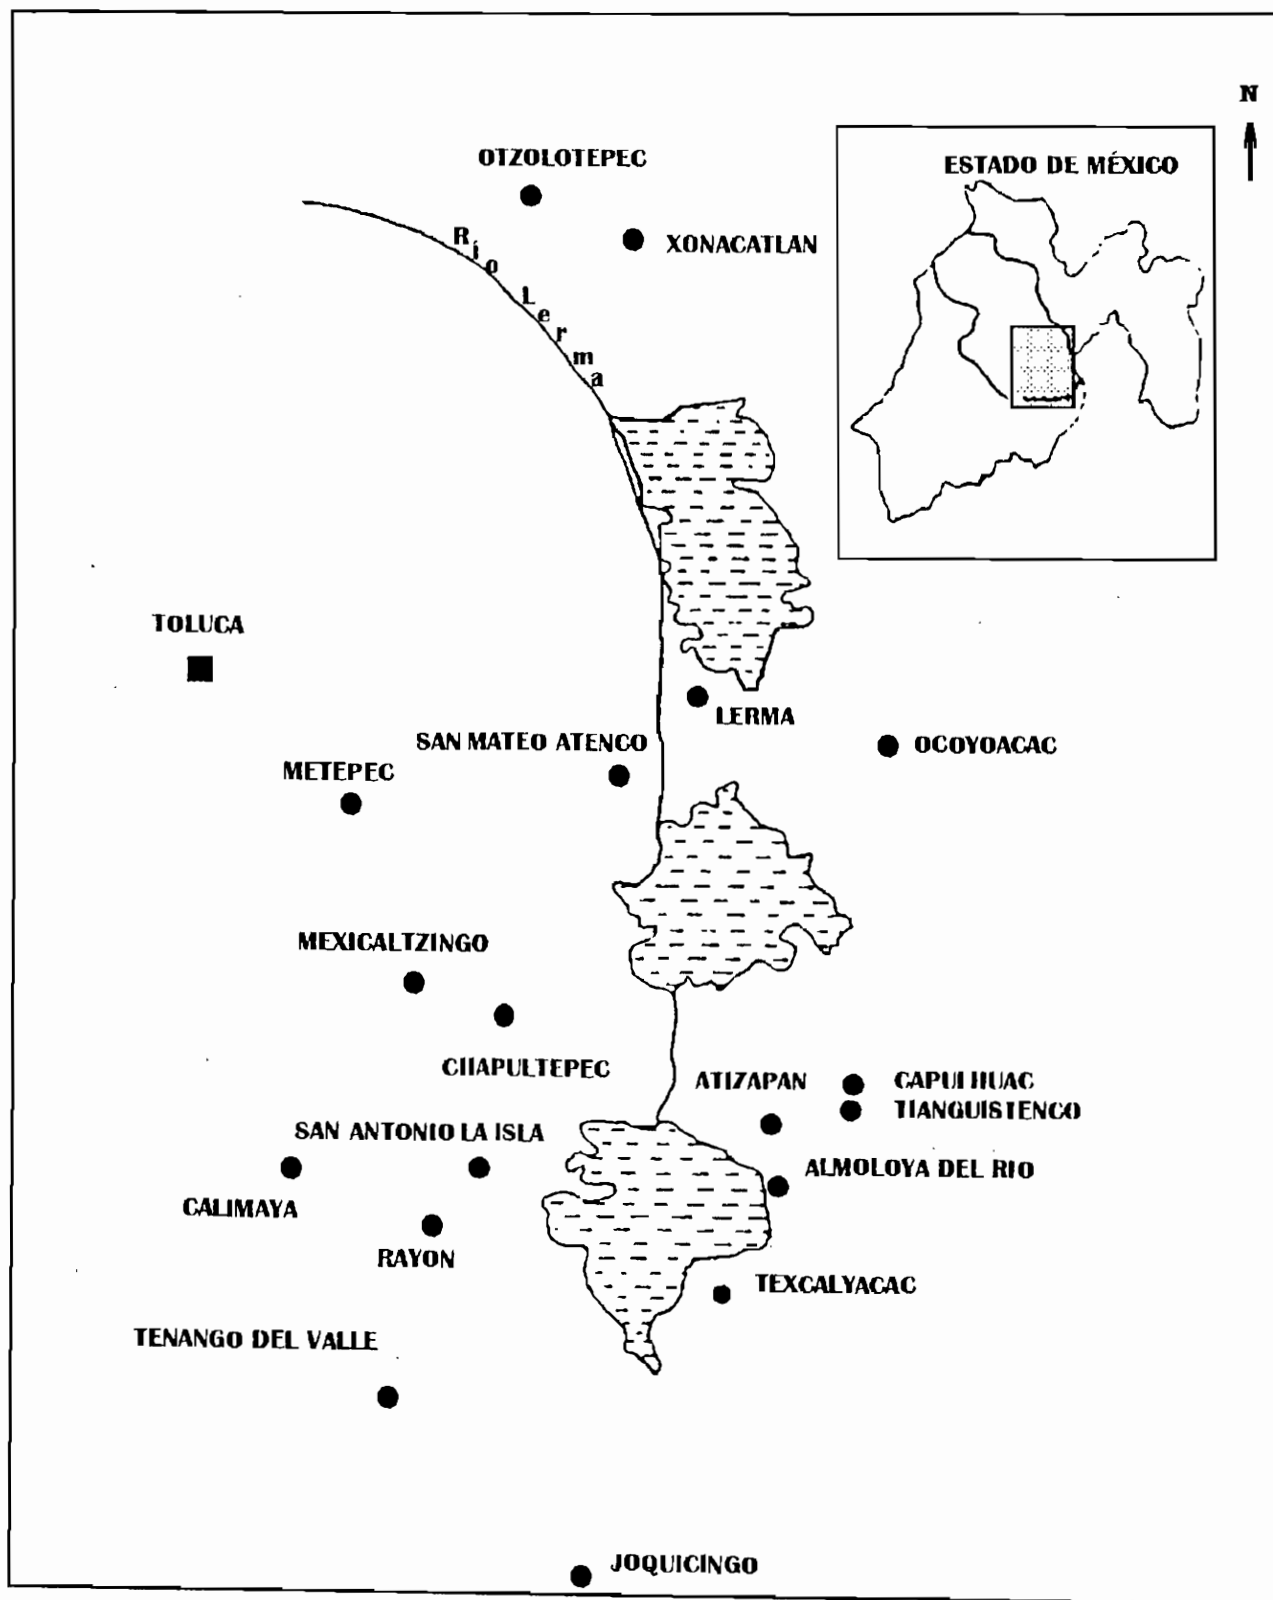 N
ESTADO DE MÉXICO
OTZOLOTEPEC
XONACATLAN
Río Lerma
TOLUCA
LERMA
SAN MATEO ATENCO
OCOYOACAC
METEPEC
MEXICALTZINGO
CHAPULTEPEC
ATIZAPAN
CAPULHUAC
TIANGUISTENCO
SAN ANTONIO LA ISLA
ALMOLOYA DEL RIO
CALIMAYA
RAYON
TEXCALYACAC
TENANGO DEL VALLE
JOQUICINGO